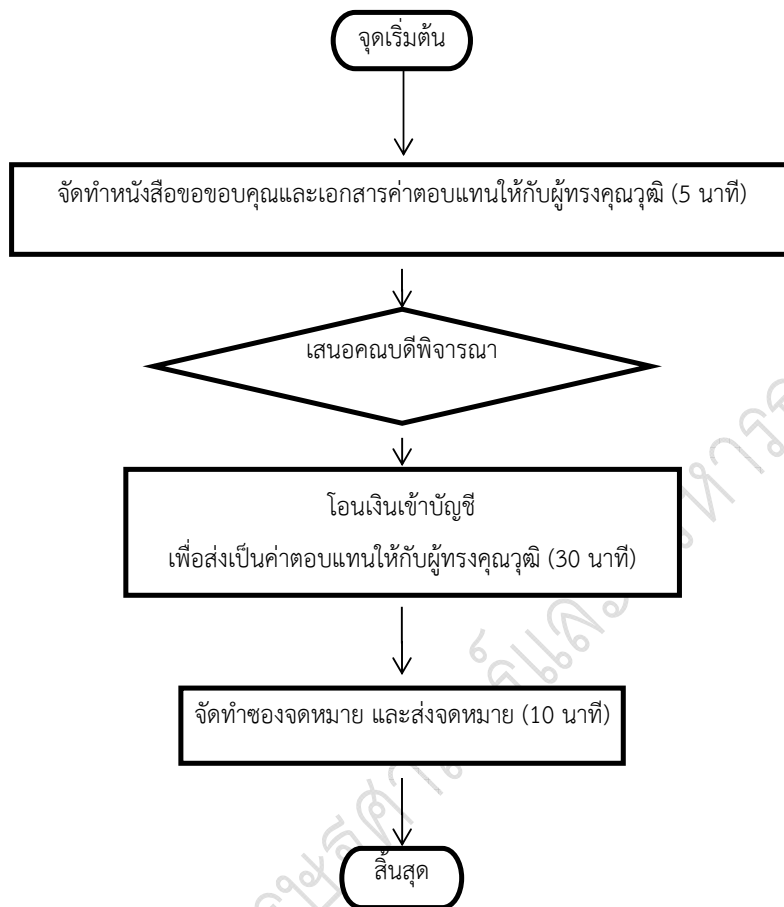 จุดเริ่มต้น
จัดทำหนังสือขอขอบคุณและเอกสารค่าตอบแทนให้กับผู้ทรงคุณวุฒิ (5 นาที)
เสนอคณบดีพิจารณา
โอนเงินเข้าบัญชี
เพื่อส่งเป็นค่าตอบแทนให้กับผู้ทรงคุณวุฒิ (30 นาที)
จัดทำซองจดหมาย และส่งจดหมาย (10 นาที)
สิ้นสุด